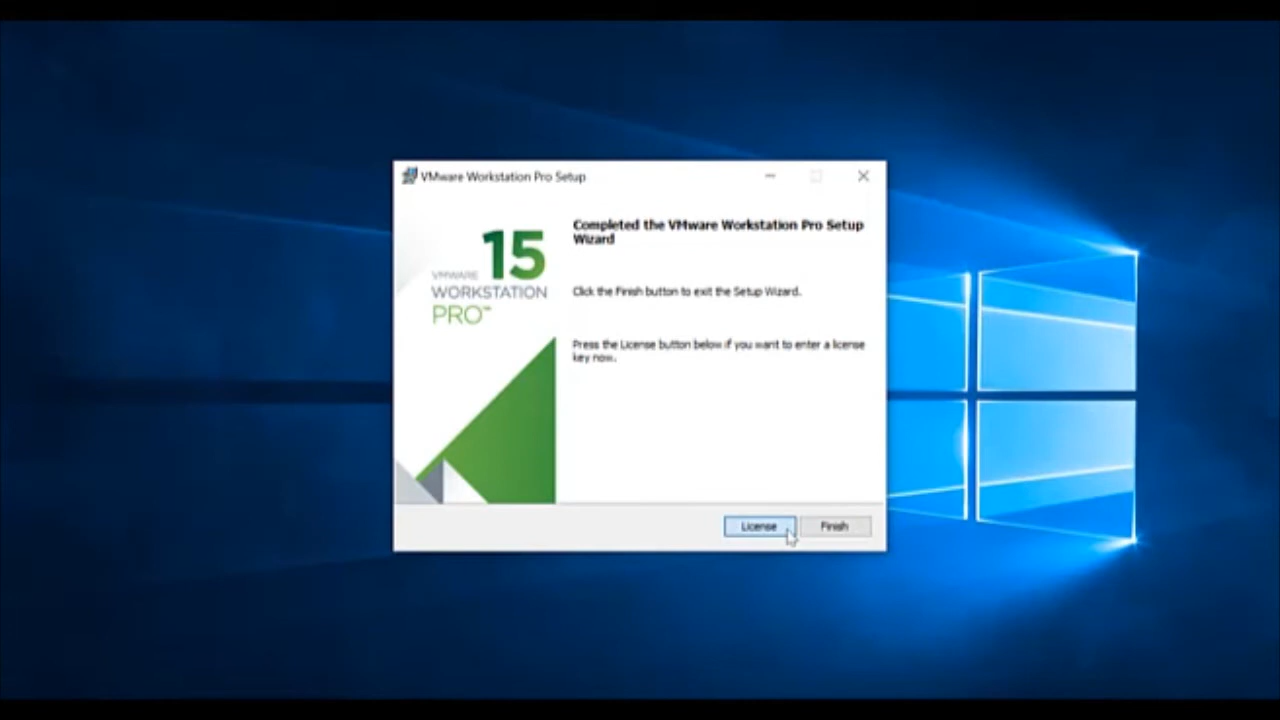 VMware Workstation Pro Setup
15
VMWARE
WORKSTATION
PRO™
Completed the VMware Workstation Pro Setup
Wizard
Click the Finish button to exit the Setup Wizard.
Press the License button below if you want to enter a license
key now.
License
Finish